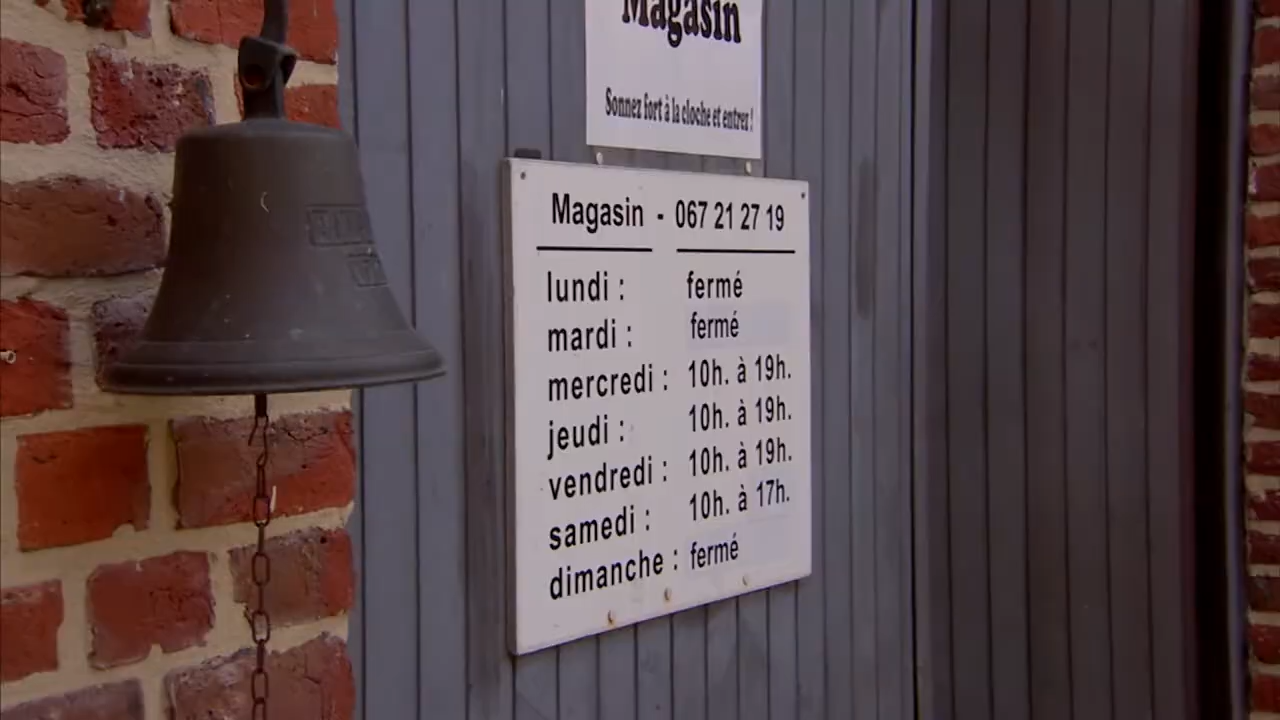 Magasin
Sonnez fort à la cloche et entrer !
Magasin - 067 21 27 19
lundi : fermé
mardi : fermé
mercredi : 10h. à 19h.
jeudi : 10h. à 19h.
vendredi : 10h. à 19h.
samedi : 10h. à 17h.
dimanche : fermé